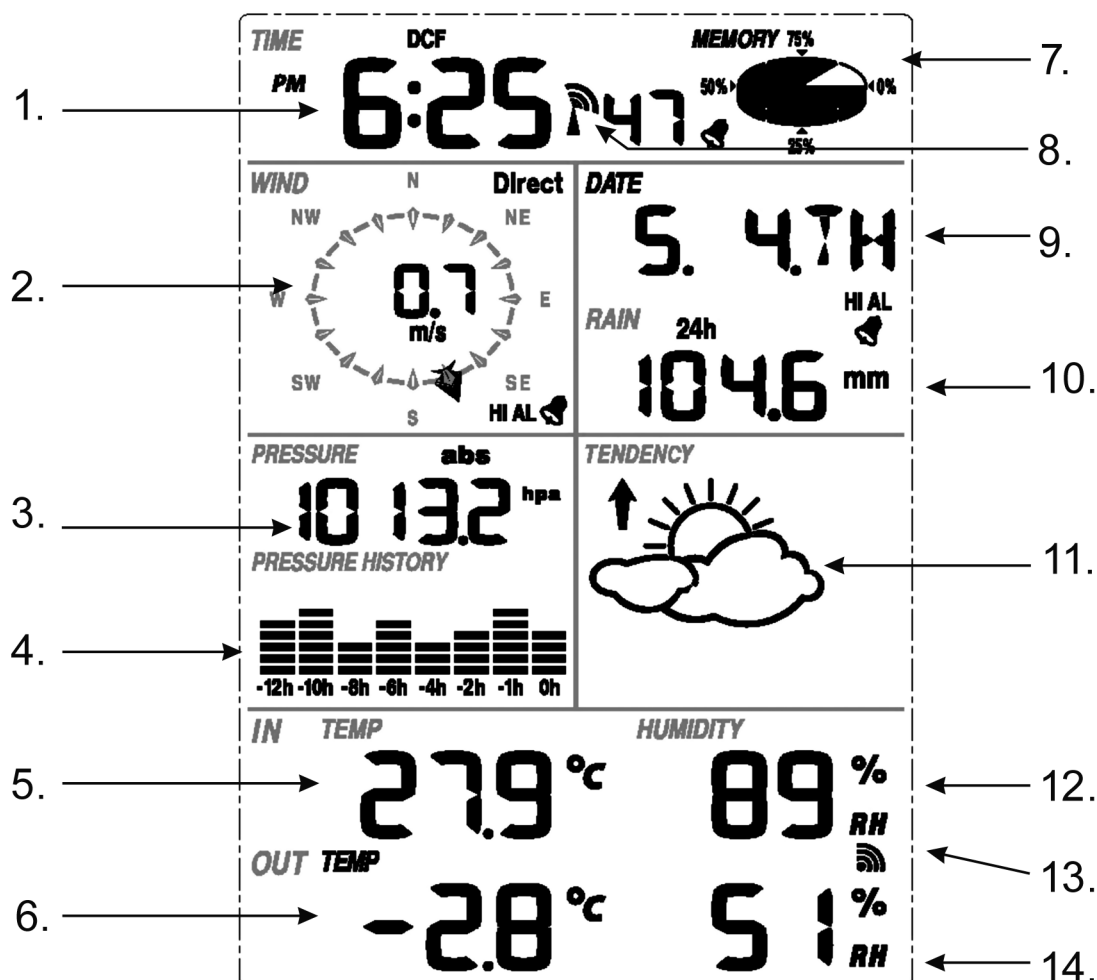 TIME DCF MEMORY 75%
7.
1. PM 6:25 47 50% 0%
25% 8.
WIND N Direct
NW NE
2. W 0.7 E
m/s
SW SE
S HI AL
DATE
5. 4. TH 9.
HI AL
RAIN 24h
104.6 mm 10.
PRESSURE abs
3. 1013.2 hpa
PRESSURE HISTORY
4.
-12h -10h -8h -6h -4h -2h -1h 0h
TENDENCY
11.
IN TEMP HUMIDITY
5. 27.9 °C 89 % 12.
RH
OUT TEMP 13.
6. -2.8 °C 51 %
RH 14.